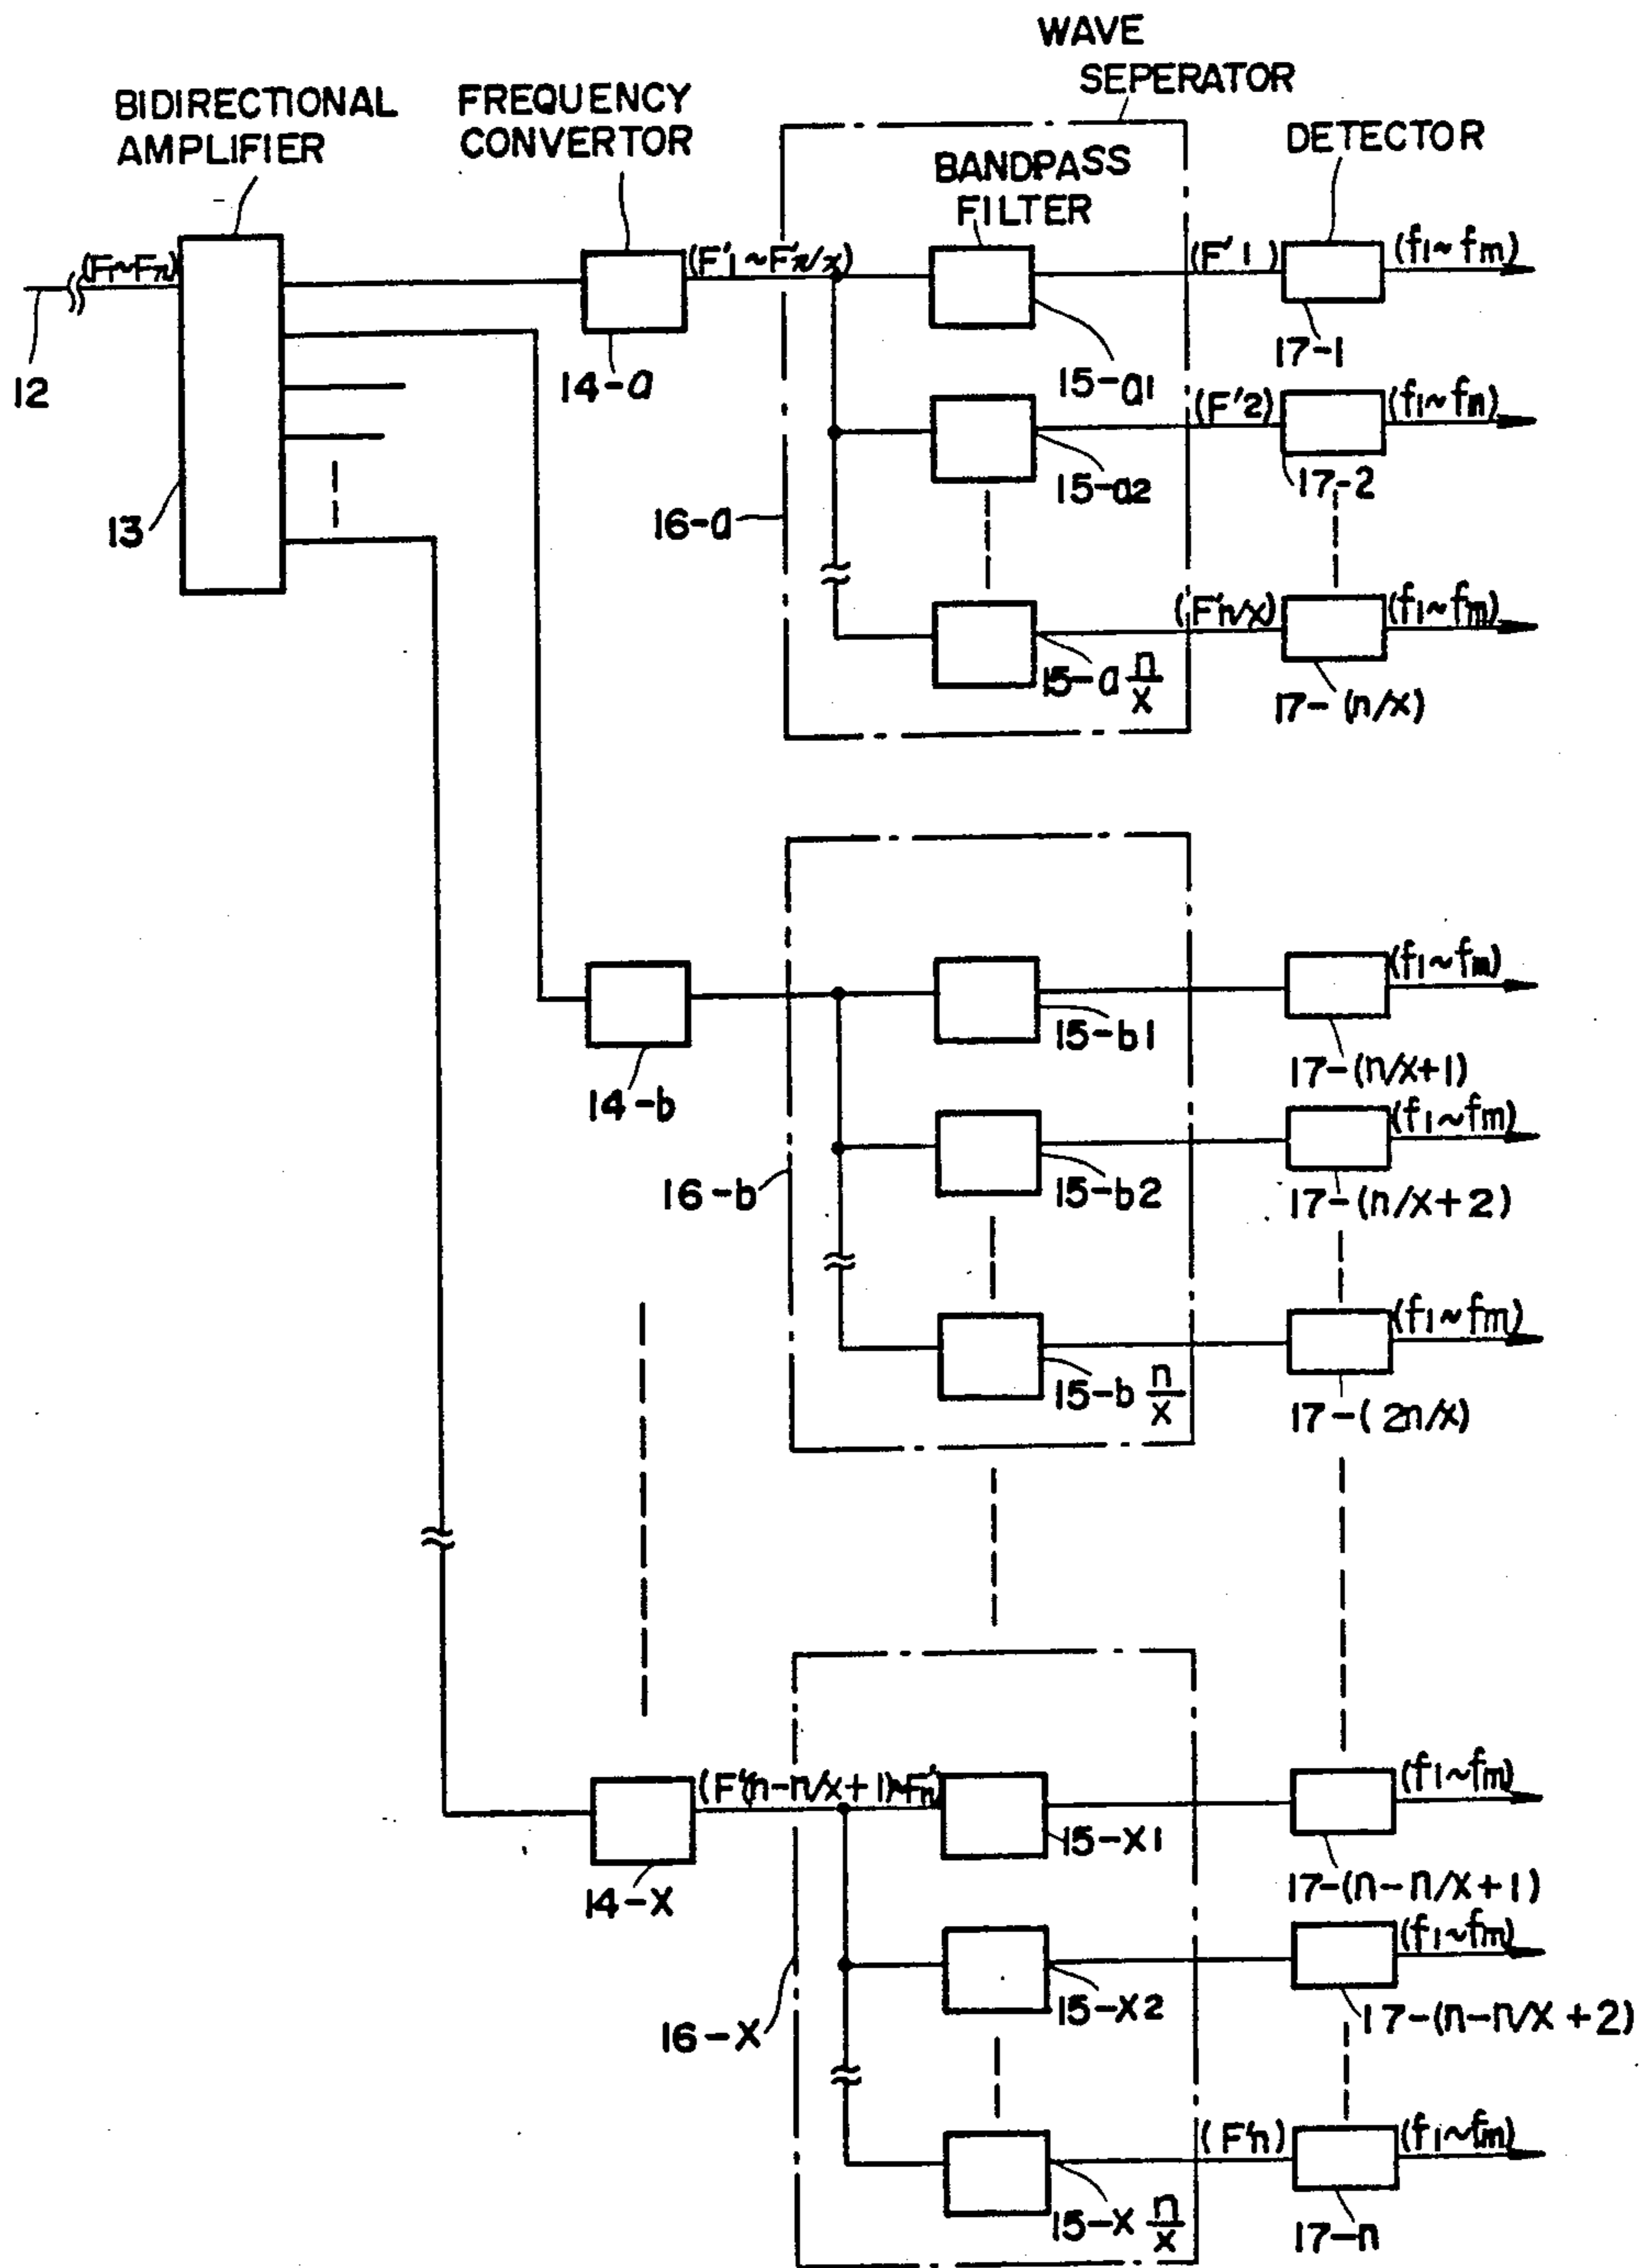 WAVE
SEPERATOR
BIDIRECTIONAL
AMPLIFIER
FREQUENCY
CONVERTOR
DETECTOR
BANDPASS
FILTER
(F1~Fn)
(F'1~F'n/x)
(F'1)
(f1~fm)
12
14-a
15-a1
17-1
(F'2)
(f1~fn)
13
16-a
15-a2
17-2
(F'n/x)
(f1~fm)
15-a n/x
17-(n/x)
(f1~fm)
14-b
15-b1
17-(n/x+1)
(f1~fm)
16-b
15-b2
17-(n/x+2)
(f1~fm)
15-b n/x
17-(2n/x)
(F'(n-n/x+1)~F'n)
(f1~fm)
14-x
15-x1
17-(n-n/x+1)
(f1~fm)
16-x
15-x2
17-(n-n/x+2)
(F'n)
(f1~fm)
15-x n/x
17-n